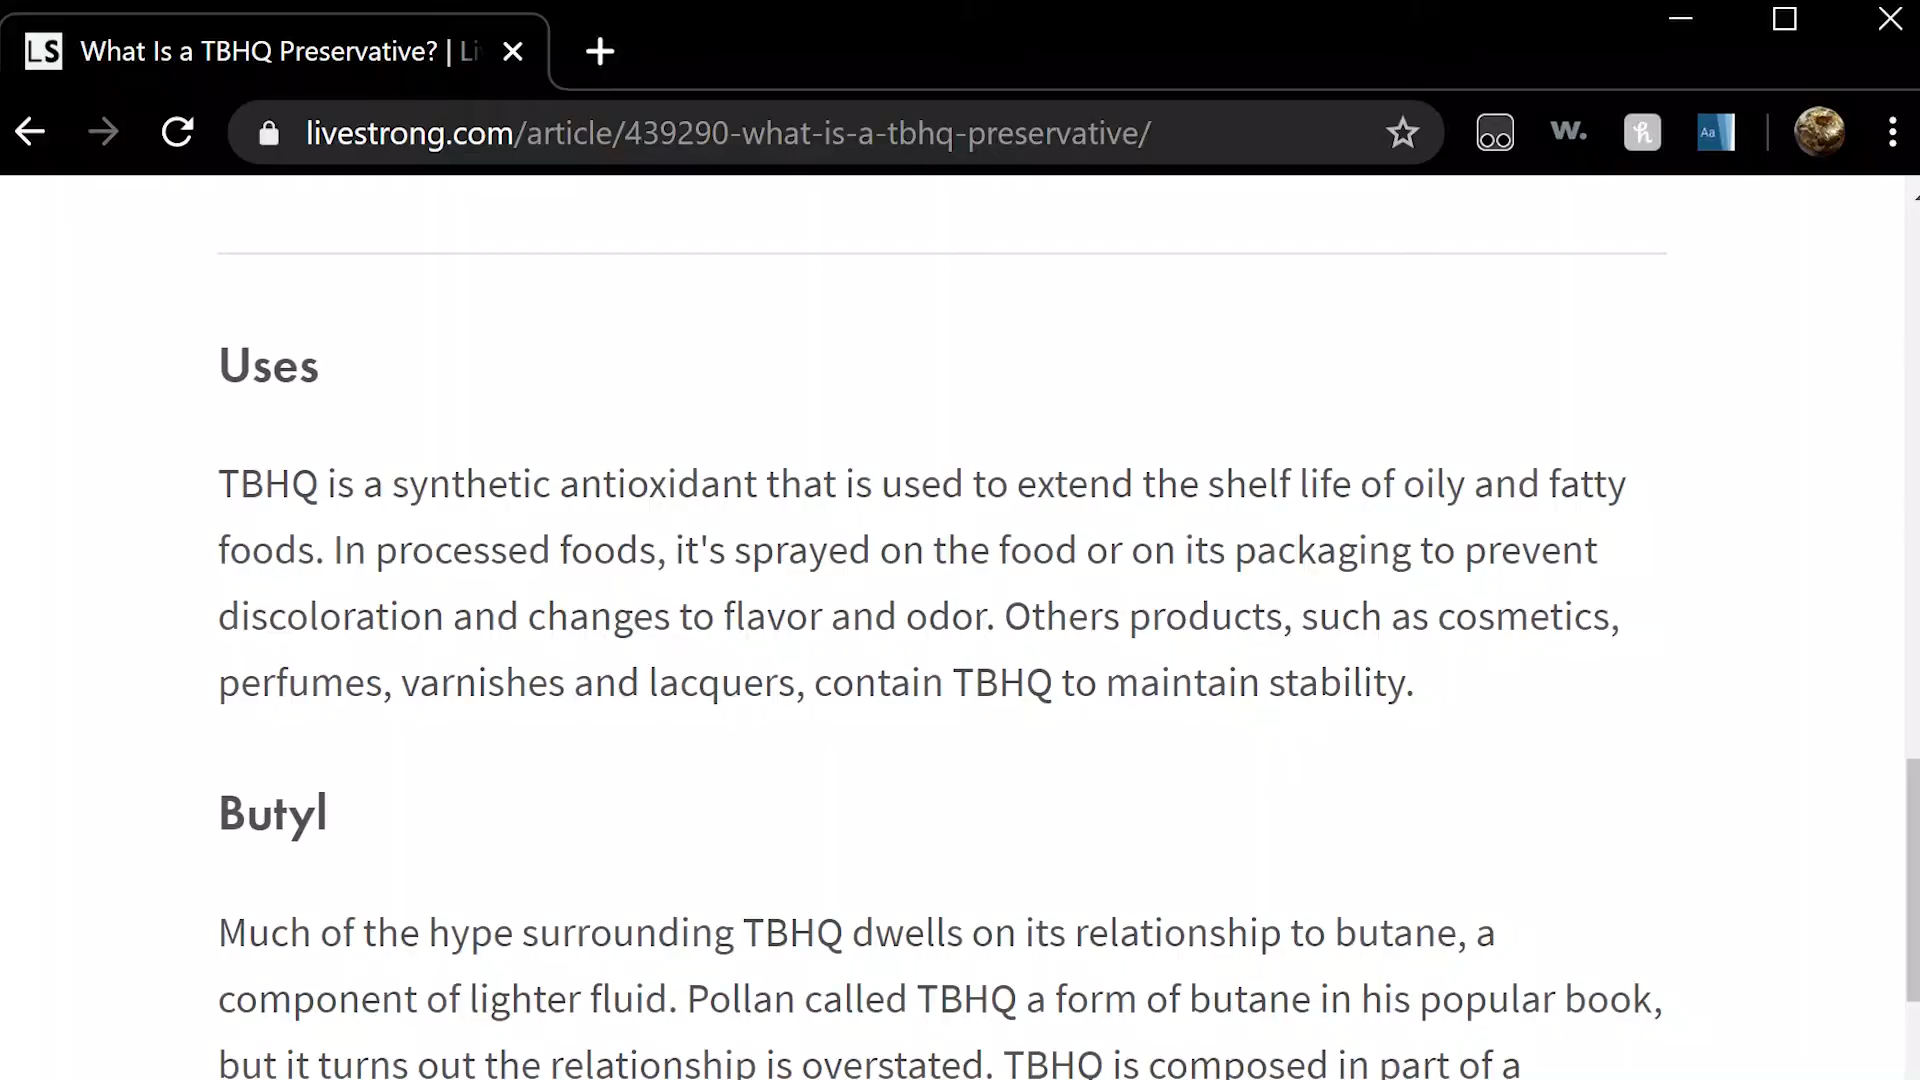 LS What Is a TBHQ Preservative? | Li
livestrong.com/article/439290-what-is-a-tbhq-preservative/
w.
h
Aa
Uses
TBHQ is a synthetic antioxidant that is used to extend the shelf life of oily and fatty
foods. In processed foods, it's sprayed on the food or on its packaging to prevent
discoloration and changes to flavor and odor. Others products, such as cosmetics,
perfumes, varnishes and lacquers, contain TBHQ to maintain stability.
Butyl
Much of the hype surrounding TBHQ dwells on its relationship to butane, a
component of lighter fluid. Pollan called TBHQ a form of butane in his popular book,
but it turns out the relationship is overstated. TBHQ is composed in part of a